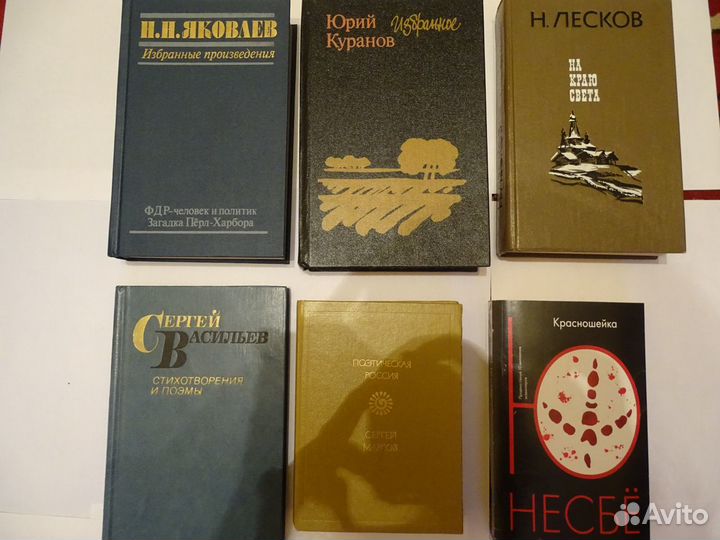 Н.Н. ЯКОВЛЕВ
Избранные произведения
ФДР-человек и политик
Загадка Пёрл-Харбора
Юрий
Куранов
Избранное
Н. ЛЕСКОВ
НА
КРАЮ
СВЕТА
СЕРГЕЙ
ВАСИЛЬЕВ
СТИХОТВОРЕНИЯ
И ПОЭМЫ
ПОЭТИЧЕСКАЯ
РОССИЯ
СЕРГЕЙ
МАРКОВ
Красношейка
Ю
НЕСБЁ
Avito